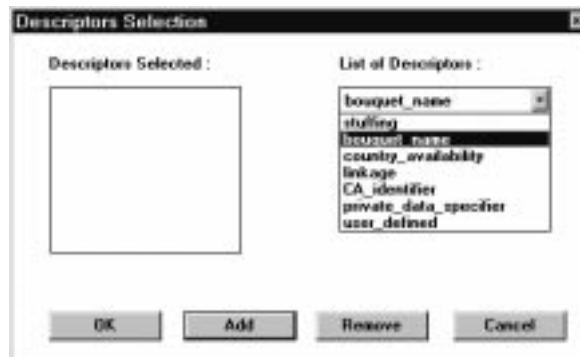 Descriptors Selection
Descriptors Selected :
List of Descriptors :
bouquet_name
stuffing
bouquet_name
country_availability
linkage
CA_identifier
private_data_specifier
user_defined
OK
Add
Remove
Cancel